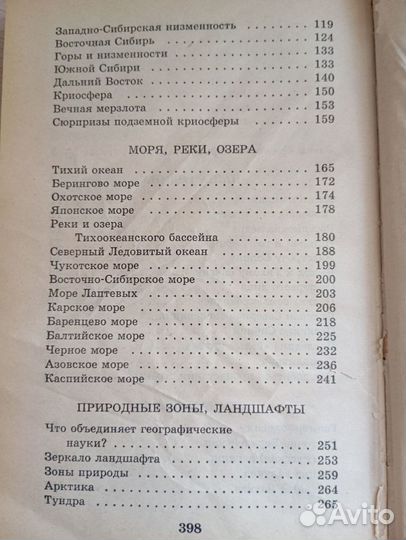 Западно-Сибирская низменность 119
Восточная Сибирь . . . . . . . . . . . 124
Горы и низменности . . . . . . . . . . 133
Южной Сибири . . . . . . . . . . . . 133
Дальний Восток . . . . . . . . . . . . 140
Криосфера . . . . . . . . . . . . . . 150
Вечная мерзлота . . . . . . . . . . . 153
Сюрпризы подземной криосферы . . 159
МОРЯ, РЕКИ, ОЗЕРА
Тихий океан . . . . . . . . . . . . . 165
Берингово море . . . . . . . . . . . . 172
Охотское море . . . . . . . . . . . . 174
Японское море . . . . . . . . . . . . 178
Реки и озера
Тихоокеанского бассейна . . . . . 180
Северный Ледовитый океан . . . . . 188
Чукотское море . . . . . . . . . . . . 199
Восточно-Сибирское море . . . . . . 200
Море Лаптевых . . . . . . . . . . . . 203
Карское море . . . . . . . . . . . . . 206
Баренцево море . . . . . . . . . . . . 218
Балтийское море . . . . . . . . . . . 225
Черное море . . . . . . . . . . . . . 232
Азовское море . . . . . . . . . . . . 236
Каспийское море . . . . . . . . . . . 241
ПРИРОДНЫЕ ЗОНЫ, ЛАНДШАФТЫ
Что объединяет географические
науки? . . . . . . . . . . . . . . . 251
Зеркало ландшафта . . . . . . . . . . 253
Зоны природы . . . . . . . . . . . . 259
Арктика . . . . . . . . . . . . . . . 264
Тундра . . . . . . . . . . . . . . . . 265
398
Avito